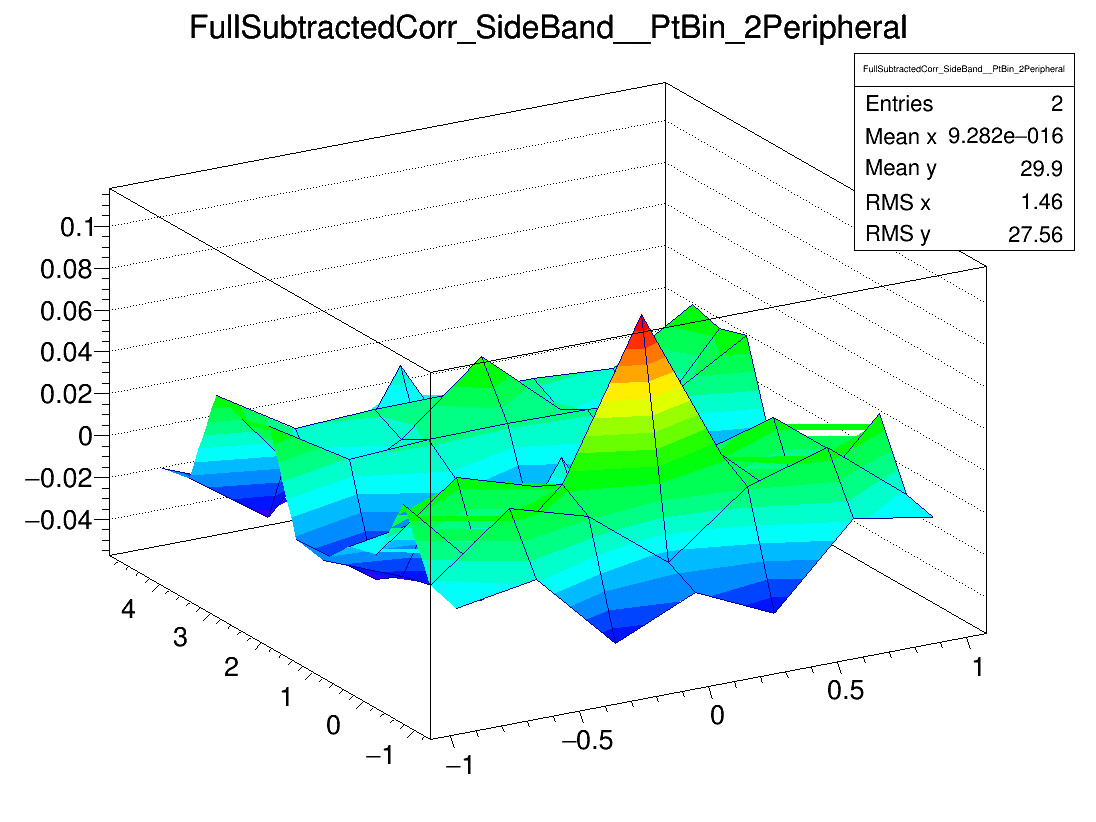 FullSubtractedCorr_SideBand__PtBin_2Peripheral
FullSubtractedCorr_SideBand__PtBin_2Peripheral
Entries 2
Mean x 9.282e−016
Mean y 29.9
RMS x 1.46
RMS y 27.56
0.1
0.08
0.06
0.04
0.02
0
−0.02
−0.04
4
3
2
1
0
−1
−1
−0.5
0
0.5
1